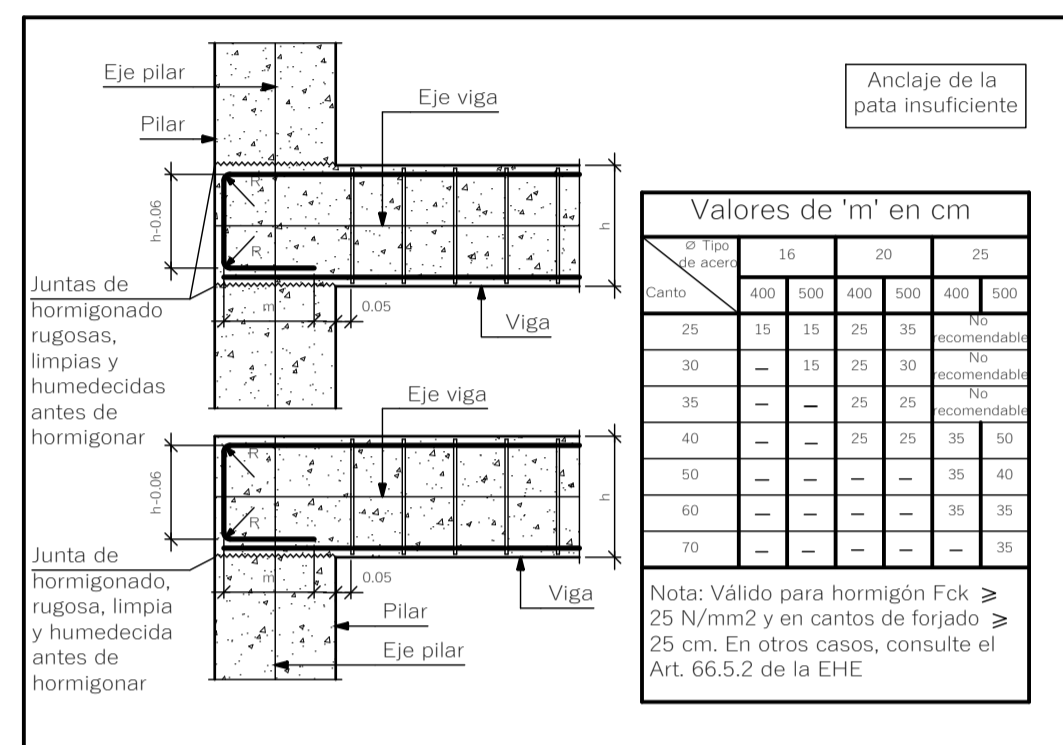 Eje pilar
Eje viga
Pilar
Anclaje de la
pata insuficiente
h-0.06
R
R
h
Juntas de
hormigonado
rugosas,
limpias y
humedecidas
antes de
hormigonar
m
0.05
Viga
Eje viga
h-0.06
R
R
h
Junta de
hormigonado,
rugosa, limpia
y humedecida
antes de
hormigonar
m
0.05
Viga
Pilar
Eje pilar
Valores de 'm' en cm
Ø Tipo
de acero
Canto
16 20 25
400 500 400 500 400 500
25 15 15 25 35 No
recomendable
30 — 15 25 30 No
recomendable
35 — — 25 25 No
recomendable
40 — — 25 25 35 50
50 — — — — 35 40
60 — — — — 35 35
70 — — — — — 35
Nota: Válido para hormigón Fck ⩾
25 N/mm2 y en cantos de forjado ⩾
25 cm. En otros casos, consulte el
Art. 66.5.2 de la EHE